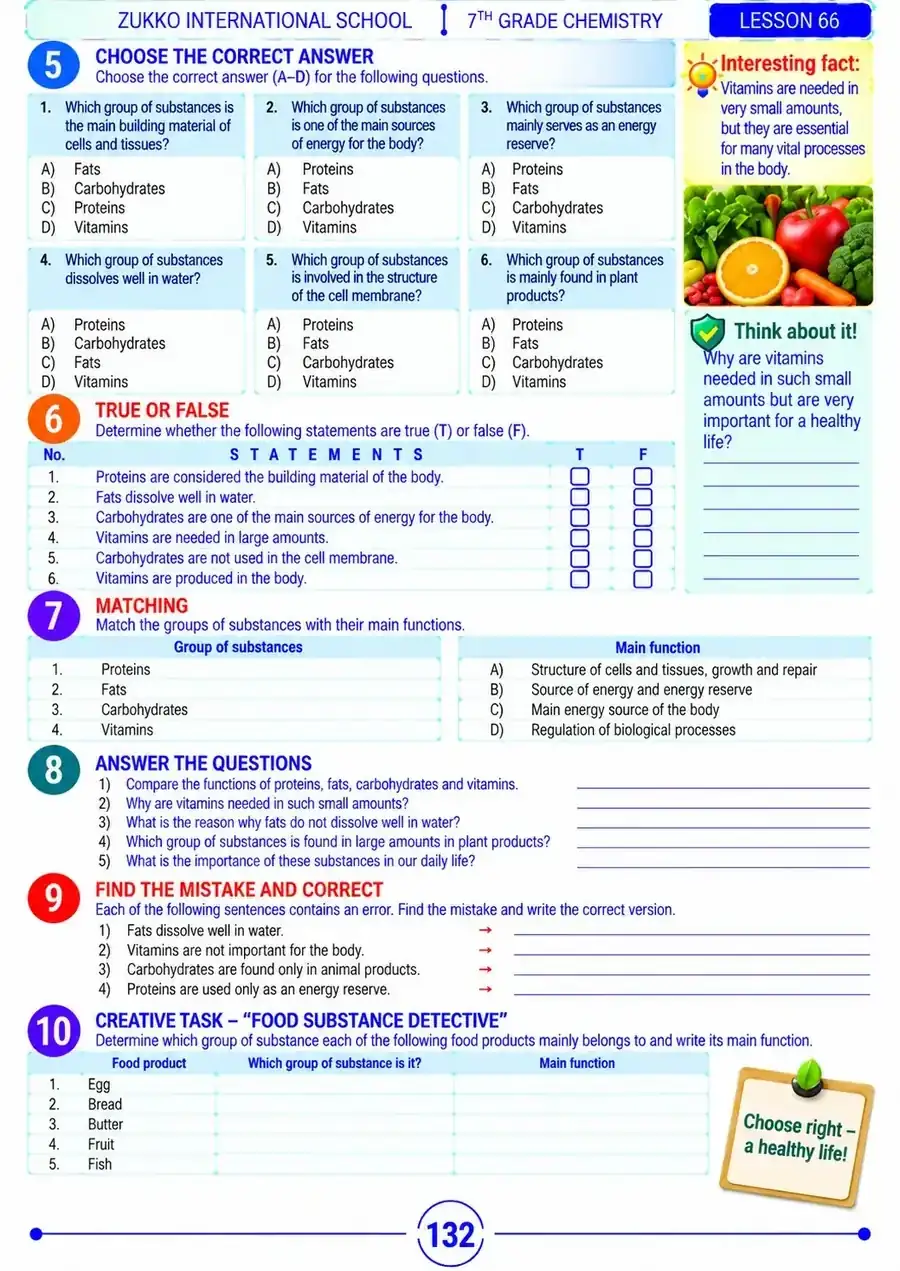 ZUKKO INTERNATIONAL SCHOOL
7TH GRADE CHEMISTRY
LESSON 66
5
CHOOSE THE CORRECT ANSWER
Choose the correct answer (A–D) for the following questions.
1. Which group of substances is
the main building material of
cells and tissues?
A) Fats
B) Carbohydrates
C) Proteins
D) Vitamins
2. Which group of substances
is one of the main sources
of energy for the body?
A) Proteins
B) Fats
C) Carbohydrates
D) Vitamins
3. Which group of substances
mainly serves as an energy
reserve?
A) Proteins
B) Fats
C) Carbohydrates
D) Vitamins
4. Which group of substances
dissolves well in water?
A) Proteins
B) Carbohydrates
C) Fats
D) Vitamins
5. Which group of substances
is involved in the structure
of the cell membrane?
A) Proteins
B) Fats
C) Carbohydrates
D) Vitamins
6. Which group of substances
is mainly found in plant
products?
A) Proteins
B) Fats
C) Carbohydrates
D) Vitamins
Interesting fact:
Vitamins are needed in
very small amounts,
but they are essential
for many vital processes
in the body.
Think about it!
Why are vitamins
needed in such small
amounts but are very
important for a healthy
life?
6
TRUE OR FALSE
Determine whether the following statements are true (T) or false (F).
No. STATEMENTS T F
1. Proteins are considered the building material of the body.
2. Fats dissolve well in water.
3. Carbohydrates are one of the main sources of energy for the body.
4. Vitamins are needed in large amounts.
5. Carbohydrates are not used in the cell membrane.
6. Vitamins are produced in the body.
7
MATCHING
Match the groups of substances with their main functions.
Group of substances
1. Proteins
2. Fats
3. Carbohydrates
4. Vitamins
Main function
A) Structure of cells and tissues, growth and repair
B) Source of energy and energy reserve
C) Main energy source of the body
D) Regulation of biological processes
8
ANSWER THE QUESTIONS
1) Compare the functions of proteins, fats, carbohydrates and vitamins.
2) Why are vitamins needed in such small amounts?
3) What is the reason why fats do not dissolve well in water?
4) Which group of substances is found in large amounts in plant products?
5) What is the importance of these substances in our daily life?
9
FIND THE MISTAKE AND CORRECT
Each of the following sentences contains an error. Find the mistake and write the correct version.
1) Fats dissolve well in water. →
2) Vitamins are not important for the body. →
3) Carbohydrates are found only in animal products. →
4) Proteins are used only as an energy reserve. →
10
CREATIVE TASK – “FOOD SUBSTANCE DETECTIVE”
Determine which group of substance each of the following food products mainly belongs to and write its main function.
Food product Which group of substance is it? Main function
1. Egg
2. Bread
3. Butter
4. Fruit
5. Fish
Choose right –
a healthy life!
132